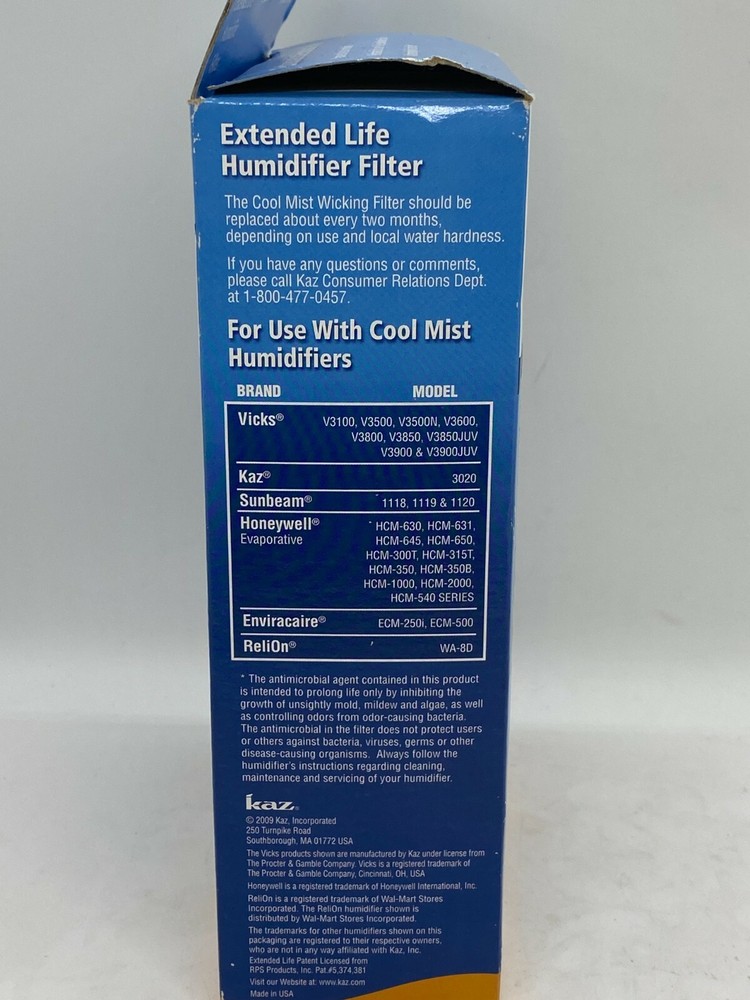 Extended Life
Humidifier Filter
The Cool Mist Wicking Filter should be
replaced about every two months,
depending on use and local water hardness.
If you have any questions or comments,
please call Kaz Consumer Relations Dept.
at 1-800-477-0457.
For Use With Cool Mist
Humidifiers
BRAND MODEL
Vicks® V3100, V3500, V3500N, V3600,
V3800, V3850, V3850JUV
V3900 & V3900JUV
Kaz® 3020
Sunbeam® 1118, 1119 & 1120
Honeywell® HCM-630, HCM-631,
Evaporative HCM-645, HCM-650,
HCM-300T, HCM-315T,
HCM-350, HCM-350B,
HCM-1000, HCM-2000,
HCM-540 SERIES
Enviracaire® ECM-250i, ECM-500
ReliOn® WA-8D
* The antimicrobial agent contained in this product
is intended to prolong life only by inhibiting the
growth of unsightly mold, mildew and algae, as well
as controlling odors from odor-causing bacteria.
The antimicrobial in the filter does not protect users
or others against bacteria, viruses, germs or other
disease-causing organisms. Always follow the
humidifier's instructions regarding cleaning,
maintenance and servicing of your humidifier.
kaz®
© 2009 Kaz, Incorporated
250 Turnpike Road
Southborough, MA 01772 USA
The Vicks products shown are manufactured by Kaz under license from
The Procter & Gamble Company. Vicks is a registered trademark of
The Procter & Gamble Company, Cincinnati, OH, USA
Honeywell is a registered trademark of Honeywell International, Inc.
ReliOn is a registered trademark of Wal-Mart Stores
Incorporated. The ReliOn humidifier shown is
distributed by Wal-Mart Stores Incorporated.
The trademarks for other humidifiers shown on this
packaging are registered to their respective owners,
who are not in any way affiliated with Kaz, Inc.
Extended Life Patent Licensed from
RPS Products, Inc. Pat.#5,374,381
Visit our Website at: www.kaz.com
Made in USA